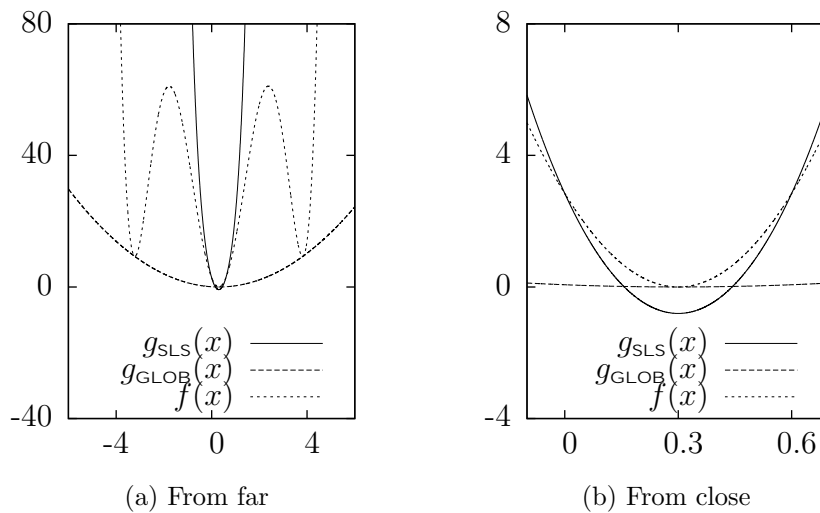 80
40
0
-40
g_SLS(x)
g_GLOB(x)
f(x)
-4 0 4
(a) From far
8
4
0
-4
g_SLS(x)
g_GLOB(x)
f(x)
0 0.3 0.6
(b) From close